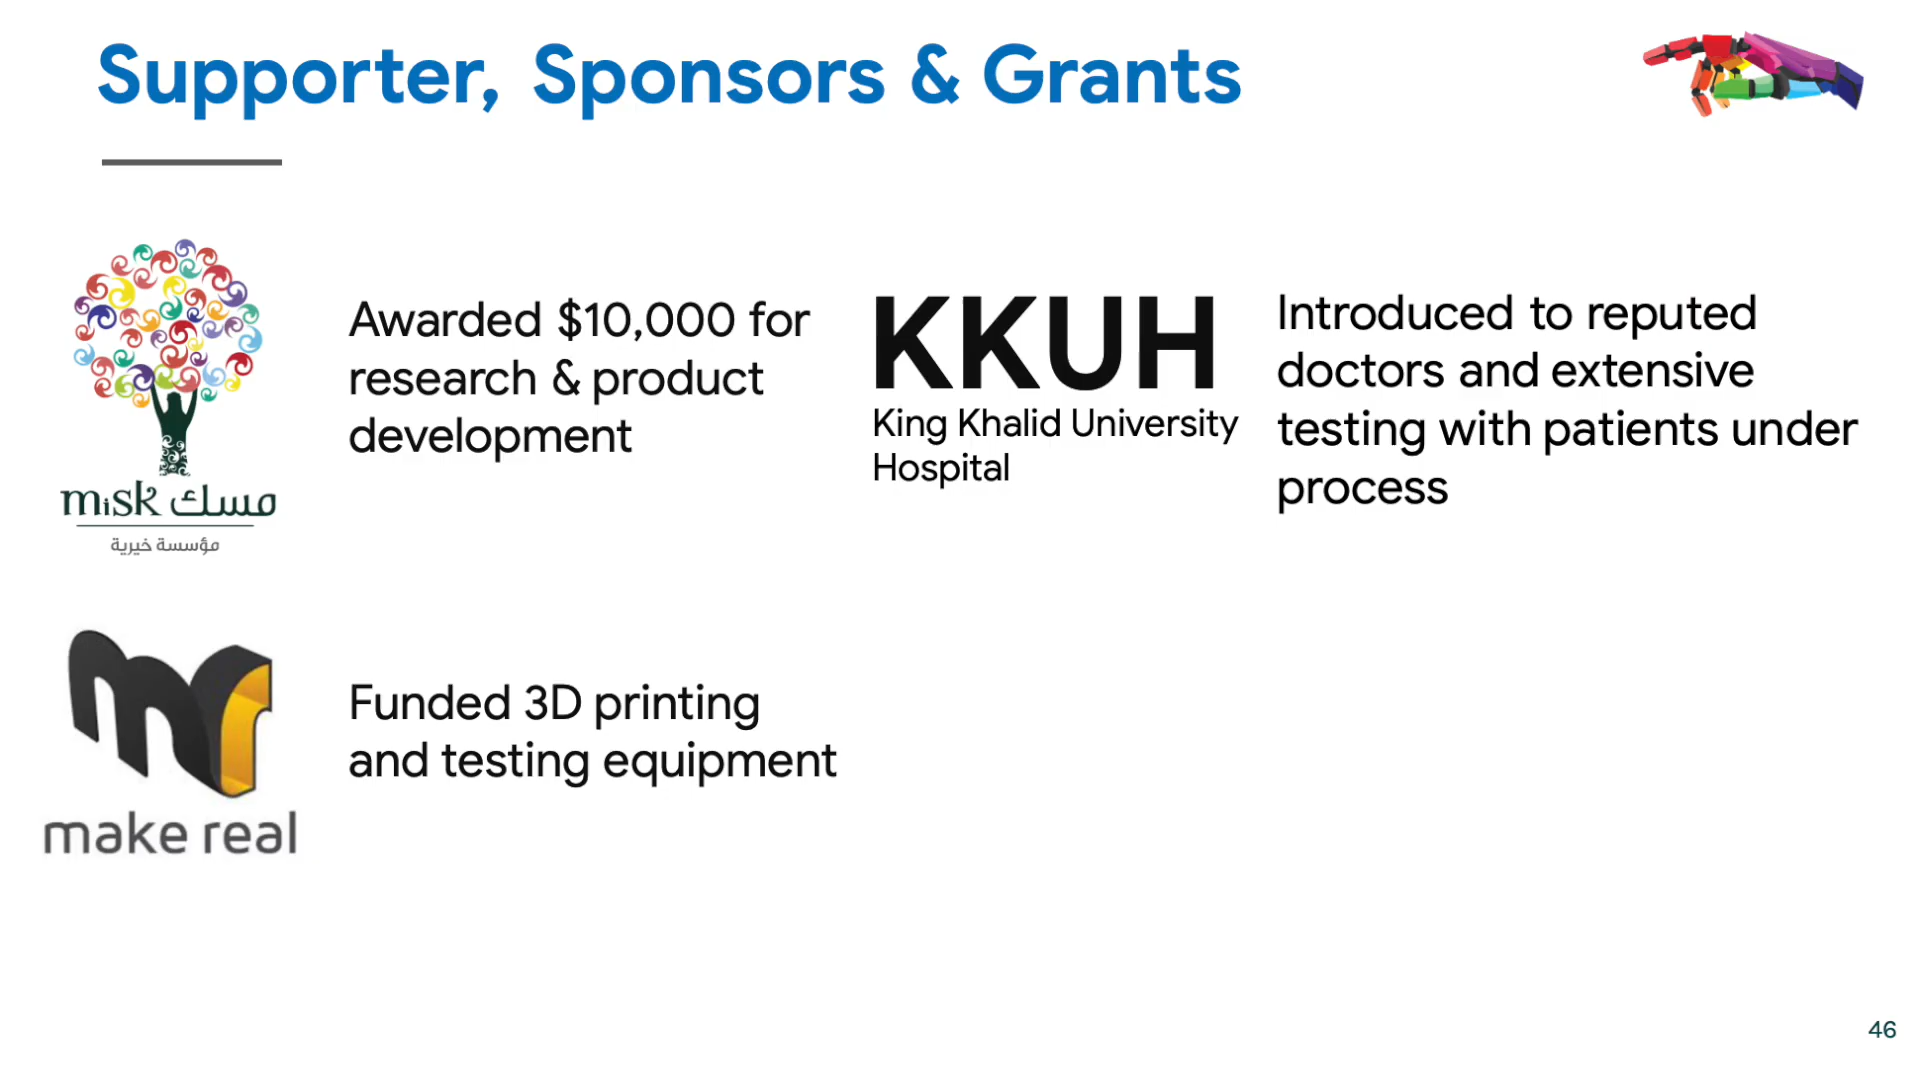 Supporter, Sponsors & Grants
misk مسك
مؤسسة خيرية
Awarded $10,000 for
research & product
development
KKUH
King Khalid University
Hospital
Introduced to reputed
doctors and extensive
testing with patients under
process
make real
Funded 3D printing
and testing equipment
46